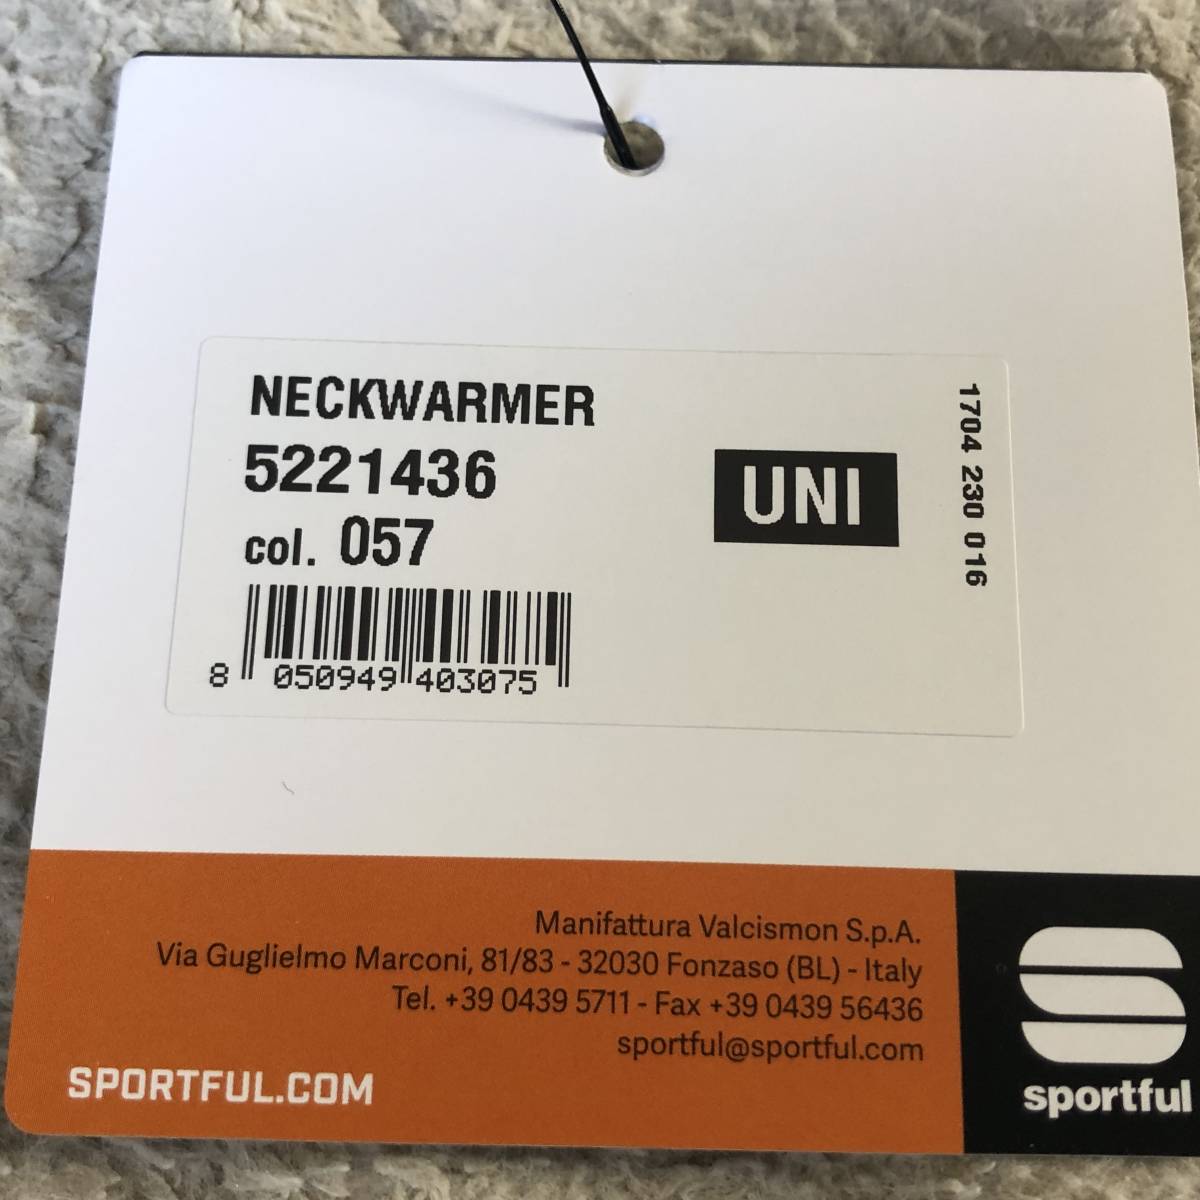 NECKWARMER
5221436
col. 057
UNI
1704 230 016
8 050949 403075
Manifattura Valcismon S.p.A.
Via Guglielmo Marconi, 81/83 - 32030 Fonzaso (BL) - Italy
Tel. +39 0439 5711 - Fax +39 0439 56436
sportful@sportful.com
SPORTFUL.COM
sportful